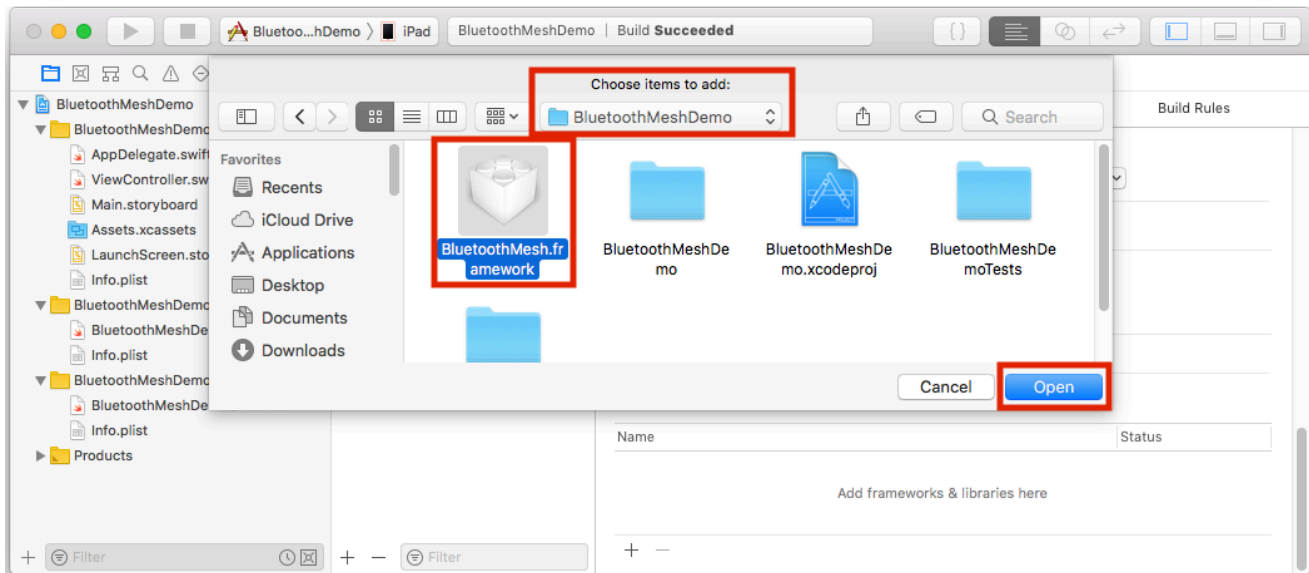 Bluetoo...hDemo
iPad
BluetoothMeshDemo | Build Succeeded
Choose items to add:
BluetoothMeshDemo
Search
Build Rules
BluetoothMeshDemo
BluetoothMeshDemo
AppDelegate.swift
ViewController.sw
Main.storyboard
Assets.xcassets
LaunchScreen.sto
Info.plist
BluetoothMeshDemo
BluetoothMeshDe
Info.plist
BluetoothMeshDemo
BluetoothMeshDe
Info.plist
Products
Favorites
Recents
iCloud Drive
Applications
Desktop
Documents
Downloads
BluetoothMesh.fr
amework
BluetoothMeshDe
mo
BluetoothMeshDe
mo.xcodeproj
BluetoothMeshDe
moTests
PROJECT
Cancel
Open
Name
Status
Add frameworks & libraries here
Filter
Filter